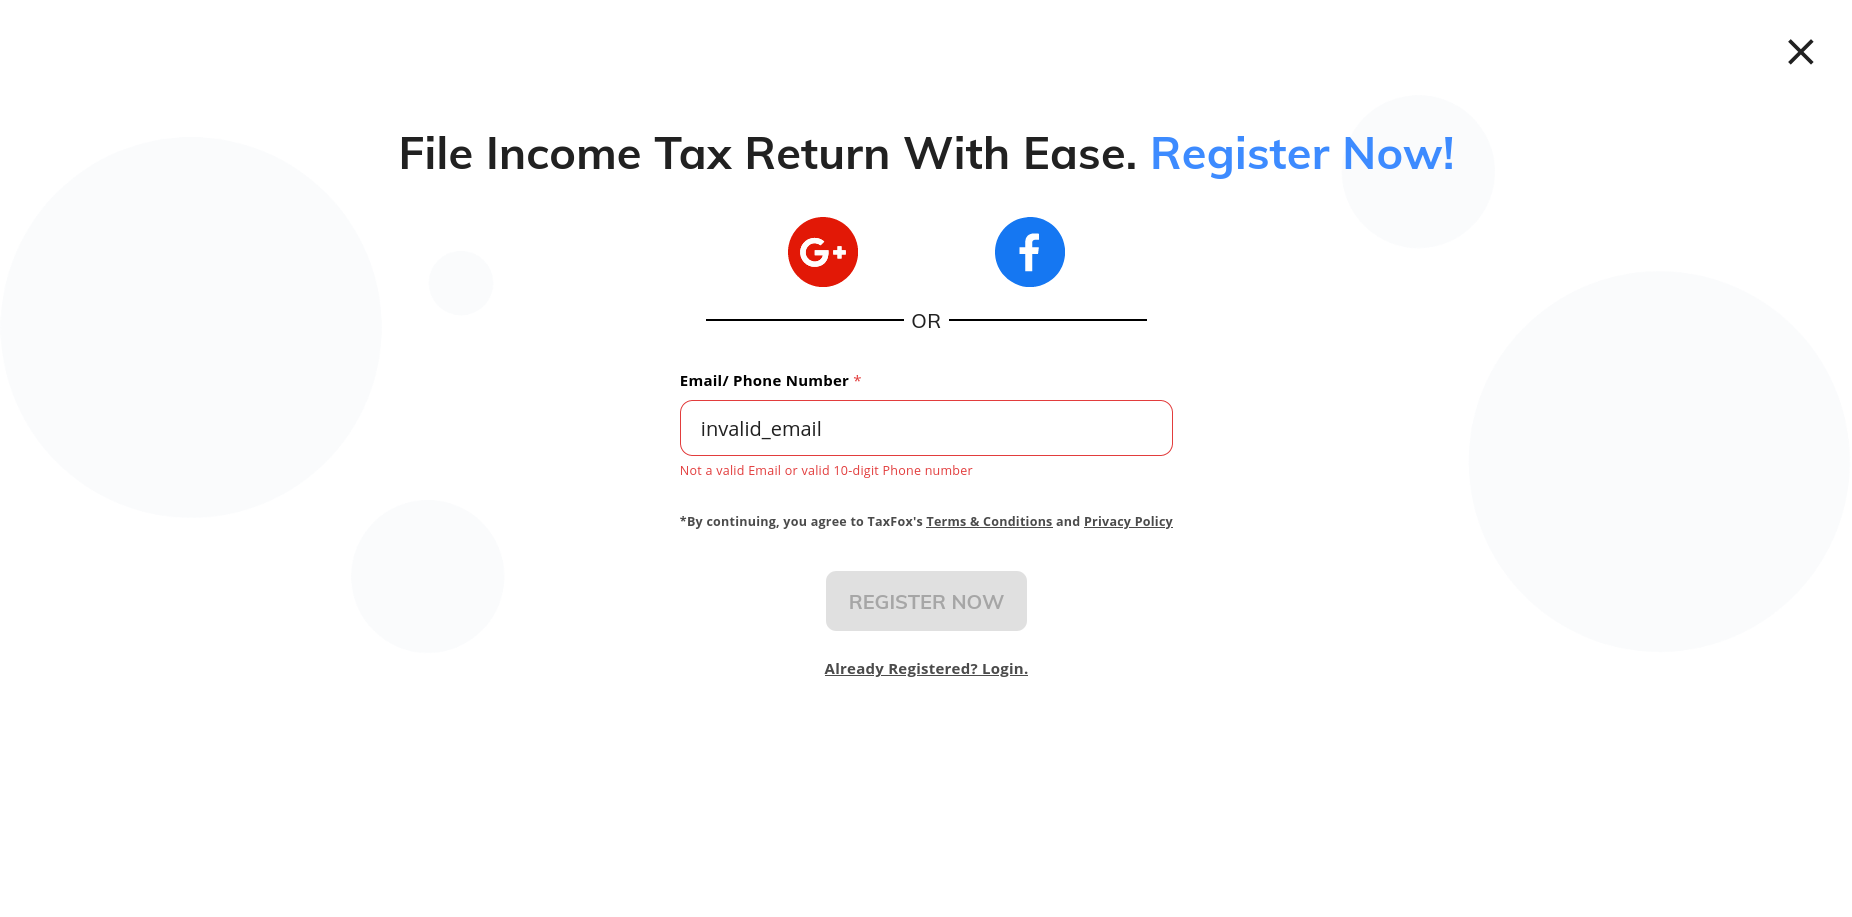 File Income Tax Return With Ease. Register Now!
G+
f
OR
Email/ Phone Number *
invalid_email
Not a valid Email or valid 10-digit Phone number
*By continuing, you agree to TaxFox's Terms & Conditions and Privacy Policy
REGISTER NOW
Already Registered? Login.